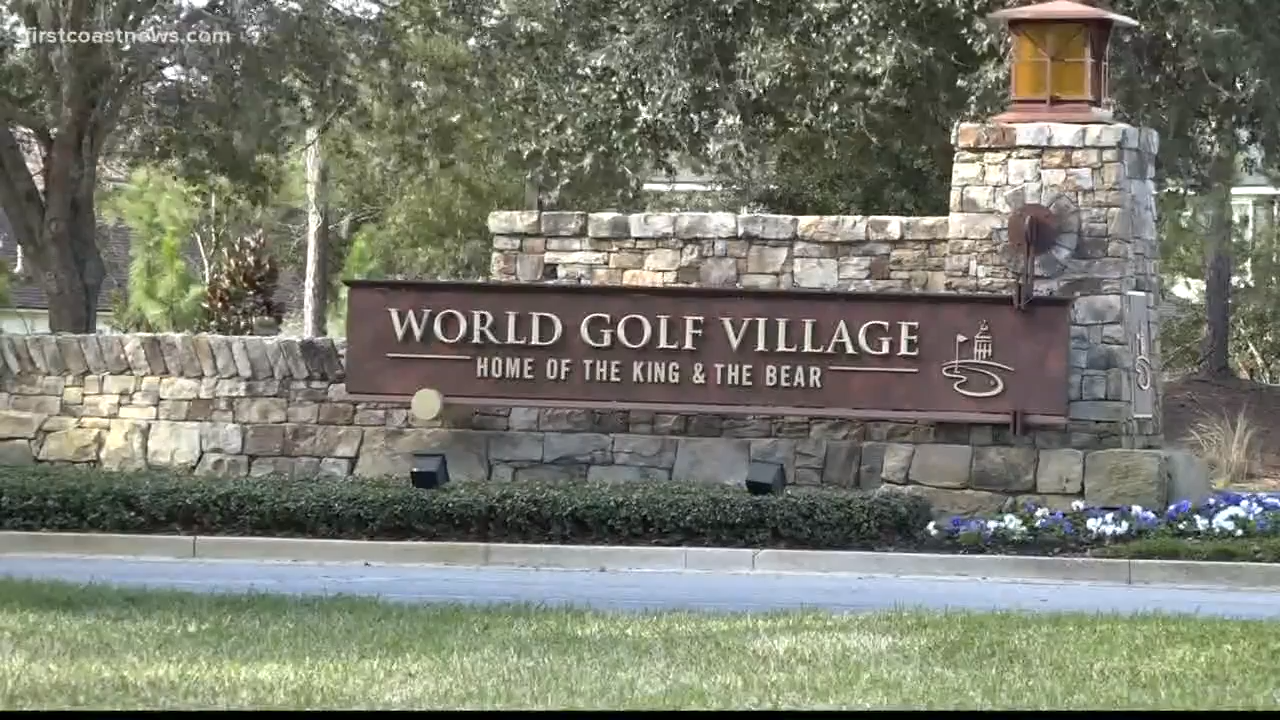 firstcoastnews.com
WORLD GOLF VILLAGE
HOME OF THE KING & THE BEAR